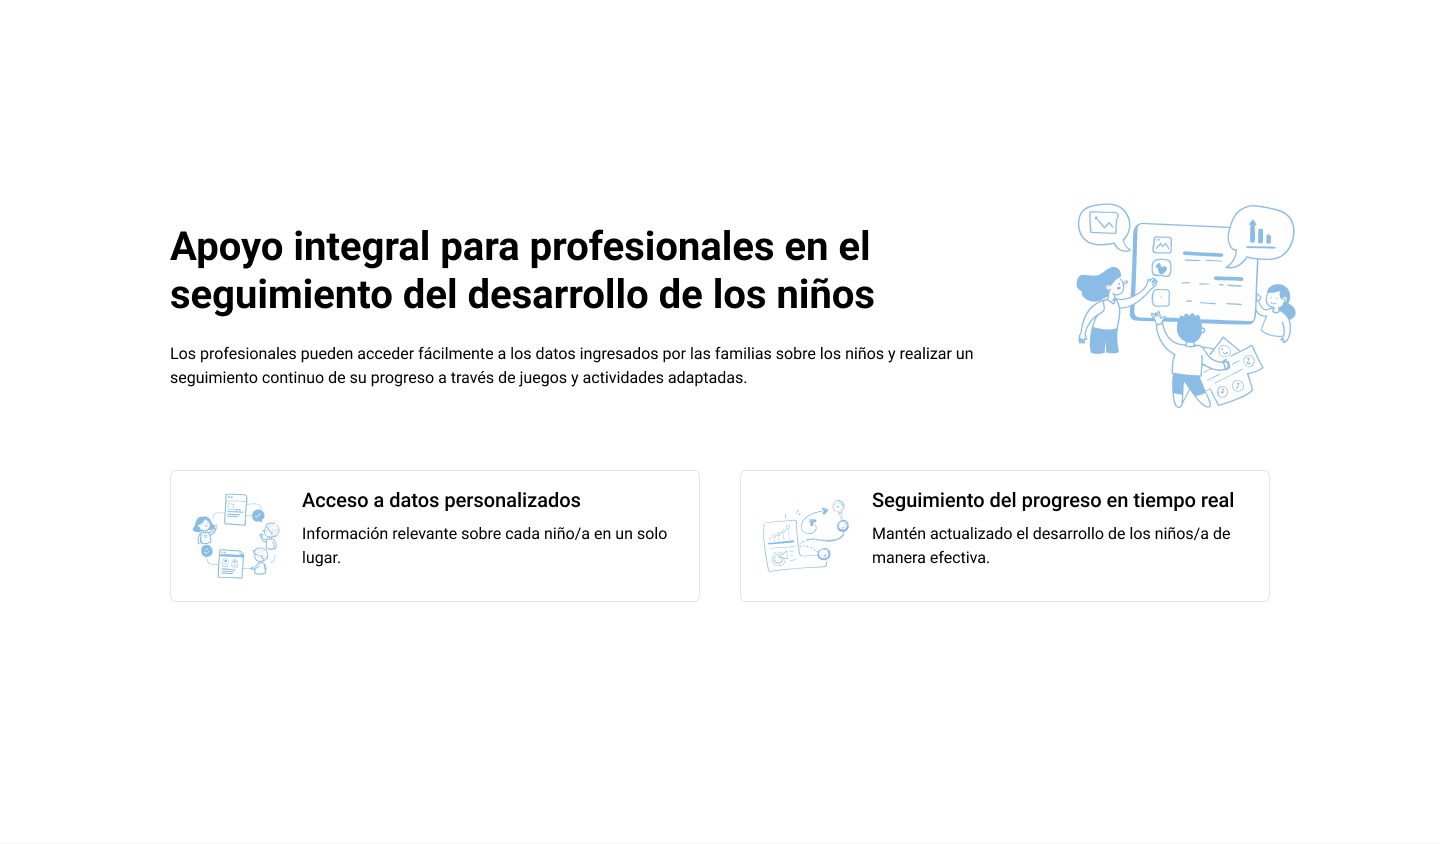 Apoyo integral para profesionales en el
seguimiento del desarrollo de los niños
Los profesionales pueden acceder fácilmente a los datos ingresados por las familias sobre los niños y realizar un
seguimiento continuo de su progreso a través de juegos y actividades adaptadas.
Acceso a datos personalizados
Información relevante sobre cada niño/a en un solo
lugar.
Seguimiento del progreso en tiempo real
Mantén actualizado el desarrollo de los niños/a de
manera efectiva.